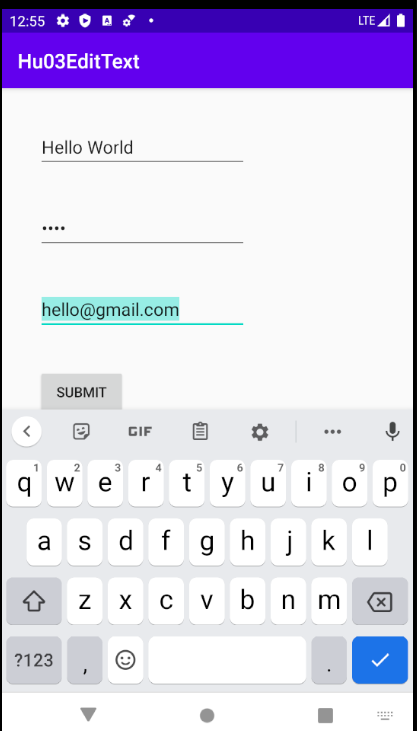 12:55 LTE
Hu03EditText
Hello World
••••
hello@gmail.com
SUBMIT
GIF
1 2 3 4 5 6 7 8 9 0
q w e r t y u i o p
a s d f g h j k l
z x c v b n m
?123 , .